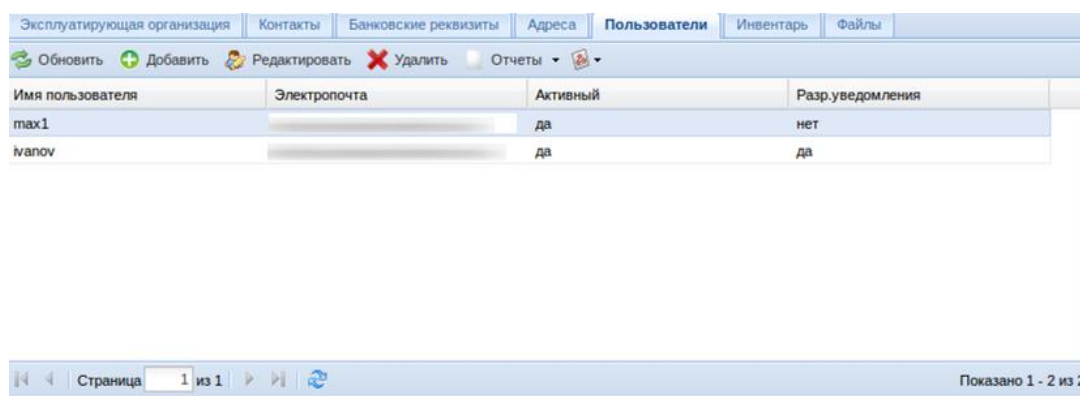 Эксплуатирующая организация Контакты Банковские реквизиты Адреса Пользователи Инвентарь Файлы
Обновить Добавить Редактировать Удалить Отчеты
Имя пользователя Электропочта Активный Разр.уведомления
max1 да нет
ivanov да да
Страница 1 из 1 Показано 1 - 2 из 2